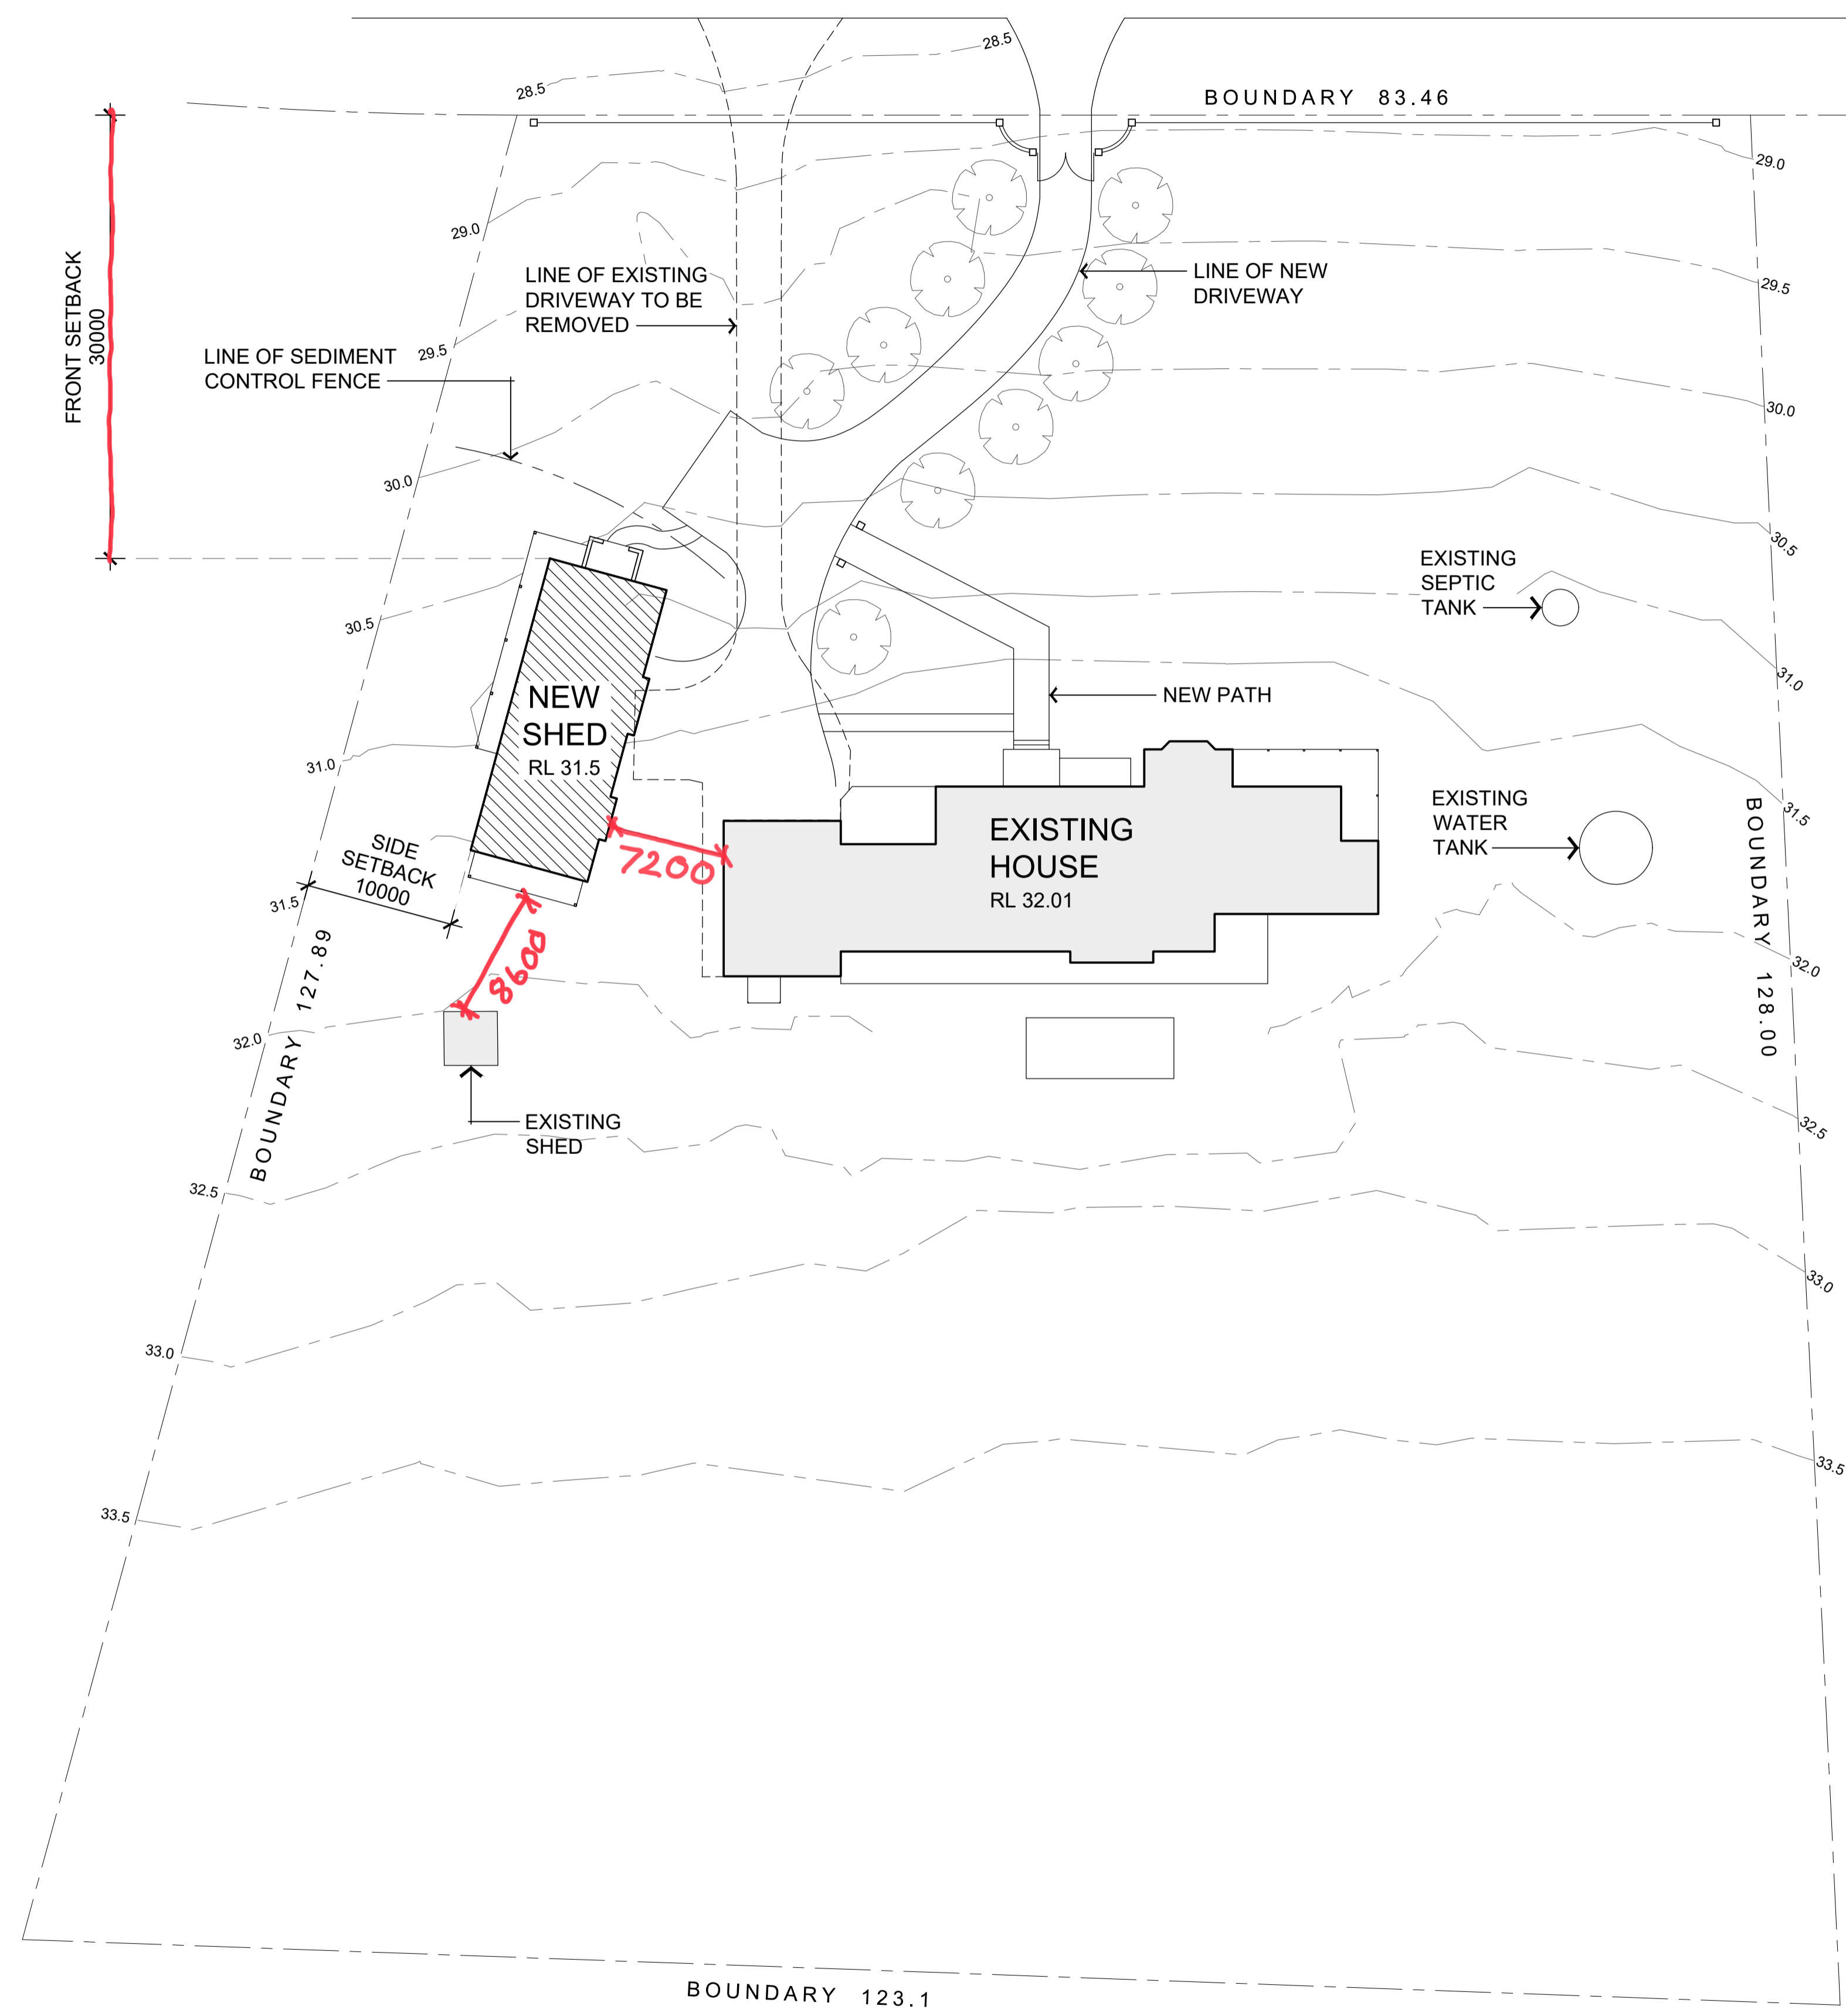 28.5
28.5
BOUNDARY 83.46
29.0
29.0
LINE OF EXISTING
DRIVEWAY TO BE
REMOVED
LINE OF NEW
DRIVEWAY
29.5
FRONT SETBACK
30000
LINE OF SEDIMENT
CONTROL FENCE
29.5
30.0
30.0
30.5
EXISTING
SEPTIC
TANK
30.5
31.0
NEW
SHED
RL 31.5
NEW PATH
31.0
31.5
EXISTING
WATER
TANK
BOUNDARY 128.00
EXISTING
HOUSE
RL 32.01
7200
SIDE
SETBACK
10000
31.5
8600
32.0
BOUNDARY 127.89
32.0
EXISTING
SHED
32.5
32.5
33.0
33.0
33.5
33.5
BOUNDARY 123.1